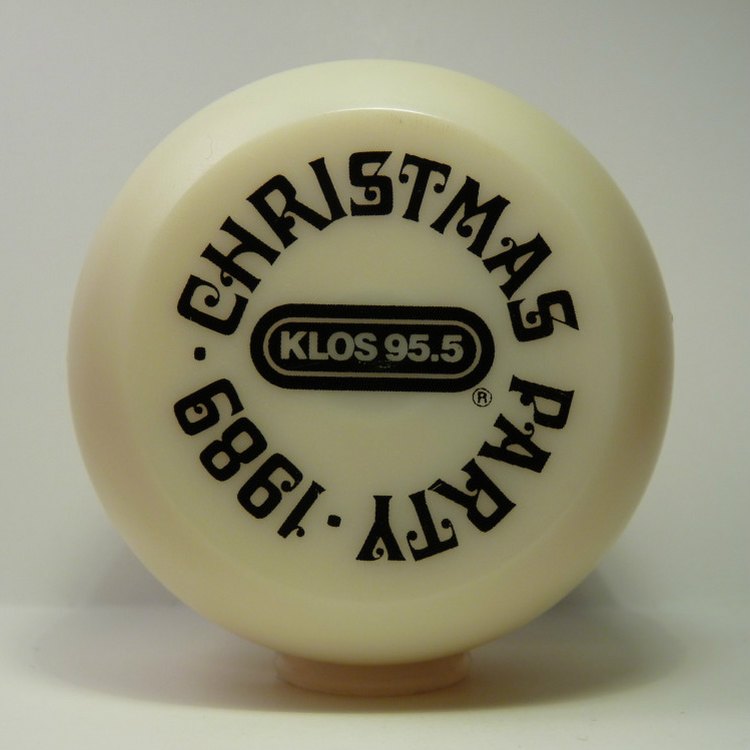 CHRISTMAS PARTY · 1989 ·
KLOS 95.5
®